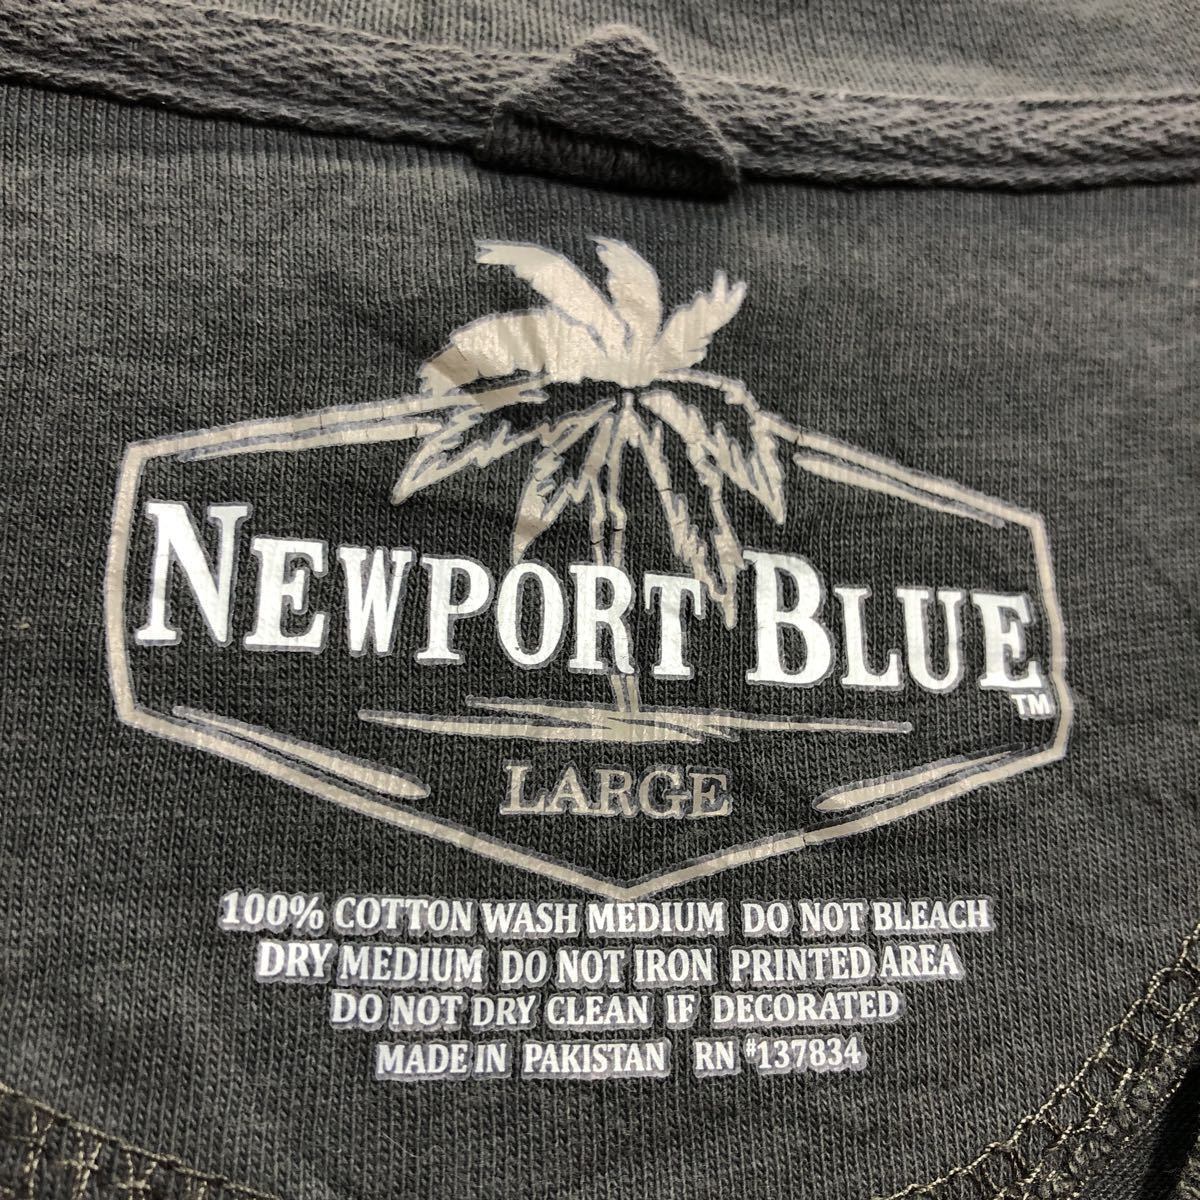 NEWPORT BLUE™
LARGE
100% COTTON WASH MEDIUM DO NOT BLEACH
DRY MEDIUM DO NOT IRON PRINTED AREA
DO NOT DRY CLEAN IF DECORATED
MADE IN PAKISTAN RN #137834